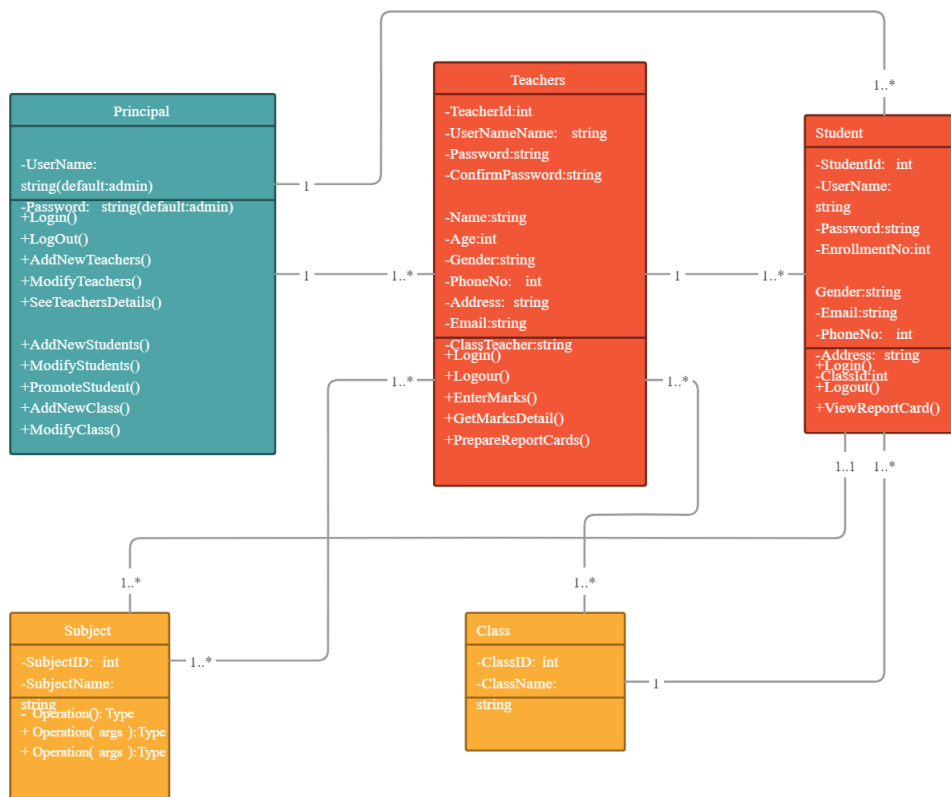 Principal
-UserName:
string(default:admin)
-Password: string(default:admin)
+Login()
+LogOut()
+AddNewTeachers()
+ModifyTeachers()
+SeeTeachersDetails()
+AddNewStudents()
+ModifyStudents()
+PromoteStudent()
+AddNewClass()
+ModifyClass()
1
1
1..*
Teachers
-TeacherId:int
-UserNameName: string
-Password:string
-ConfirmPassword:string
-Name:string
-Age:int
-Gender:string
-PhoneNo: int
-Address: string
-Email:string
-ClassTeacher:string
+Login()
+Logour()
+EnterMarks()
+GetMarksDetail()
+PrepareReportCards()
1
1..*
1..*
1..*
1..*
Student
-StudentId: int
-UserName:
string
-Password:string
-EnrollmentNo:int
Gender:string
-Email:string
-PhoneNo: int
-Address: string
-ClassId:int
+Login()
+Logout()
+ViewReportCard()
1..1
1..*
1..*
Subject
-SubjectID: int
-SubjectName:
string
- Operation(): Type
+ Operation( args ):Type
+ Operation( args ):Type
1..*
1..*
Class
-ClassID: int
-ClassName:
string
1